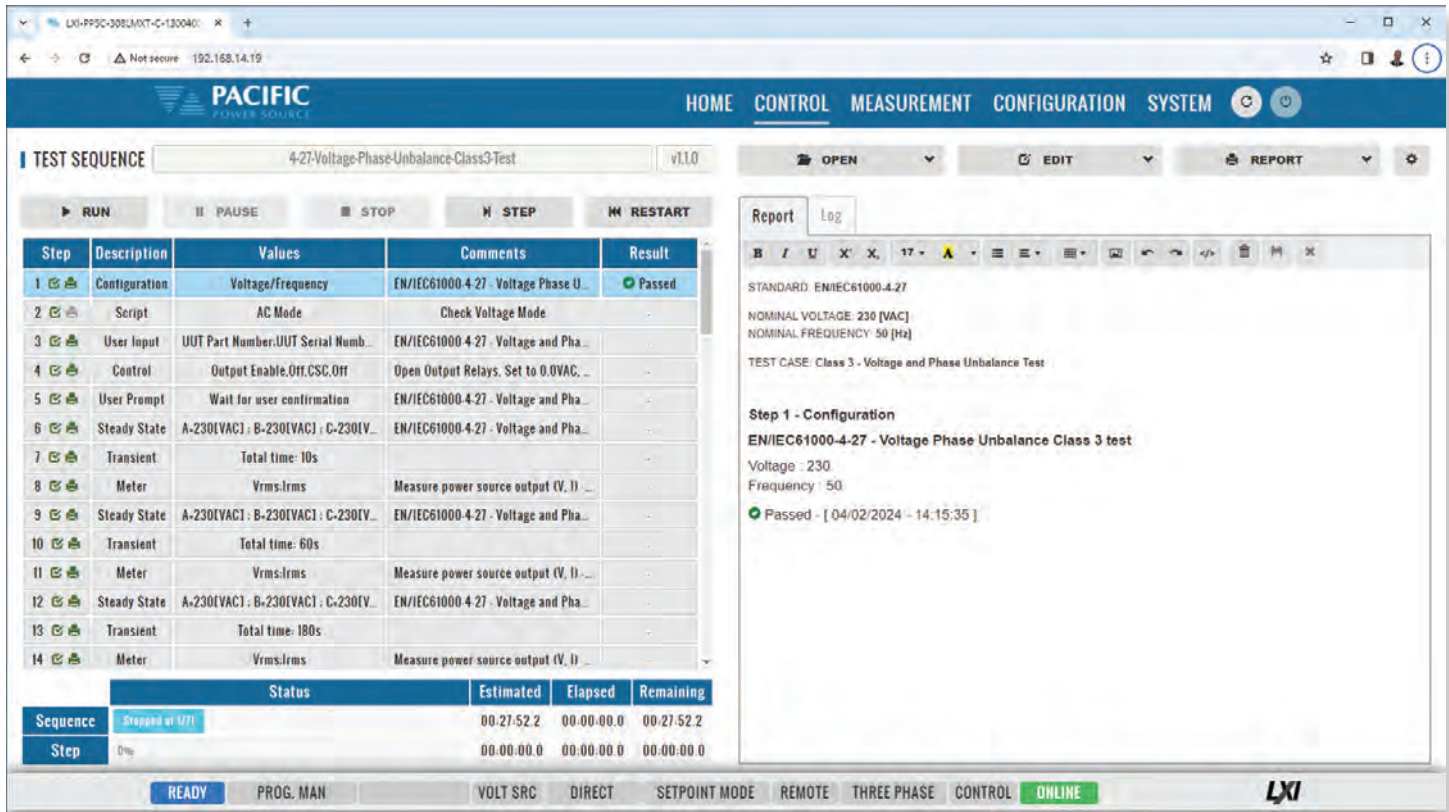 LXI-PPSC-308LMXT-C-130040
Not secure 192.168.14.19
PACIFIC
POWER SOURCE
HOME CONTROL MEASUREMENT CONFIGURATION SYSTEM
TEST SEQUENCE 4-27-Voltage-Phase-Unbalance-Class3-Test v1.1.0
OPEN EDIT REPORT
RUN PAUSE STOP STEP RESTART
Step Description Values Comments Result
1 Configuration Voltage/Frequency EN/IEC61000-4-27 - Voltage Phase U... Passed
2 Script AC Mode Check Voltage Mode -
3 User Input UUT Part Number:UUT Serial Numb... EN/IEC61000-4-27 - Voltage and Pha... -
4 Control Output Enable,Off,CSC,Off Open Output Relays, Set to 0.0VAC, ... -
5 User Prompt Wait for user confirmation EN/IEC61000-4-27 - Voltage and Pha... -
6 Steady State A=230[VAC] : B=230[VAC] : C=230[V... EN/IEC61000-4-27 - Voltage and Pha... -
7 Transient Total time: 10s -
8 Meter Vrms:Irms Measure power source output (V, I) -... -
9 Steady State A=230[VAC] : B=230[VAC] : C=230[V... EN/IEC61000-4-27 - Voltage and Pha... -
10 Transient Total time: 60s -
11 Meter Vrms:Irms Measure power source output (V, I) -... -
12 Steady State A=230[VAC] : B=230[VAC] : C=230[V... EN/IEC61000-4-27 - Voltage and Pha... -
13 Transient Total time: 180s -
14 Meter Vrms:Irms Measure power source output (V, I) ... -
Status Estimated Elapsed Remaining
Sequence Stopped at 1/71 00:27:52.2 00:00:00.0 00:27:52.2
Step 0% 00:00:00.0 00:00:00.0 00:00:00.0
Report Log
B I U X X 17 A
STANDARD: EN/IEC61000-4-27
NOMINAL VOLTAGE: 230 [VAC]
NOMINAL FREQUENCY: 50 [Hz]
TEST CASE: Class 3 - Voltage and Phase Unbalance Test
Step 1 - Configuration
EN/IEC61000-4-27 - Voltage Phase Unbalance Class 3 test
Voltage : 230
Frequency : 50
Passed - [ 04/02/2024 - 14:15:35 ]
READY PROG. MAN VOLT SRC DIRECT SETPOINT MODE REMOTE THREE PHASE CONTROL ONLINE LXI